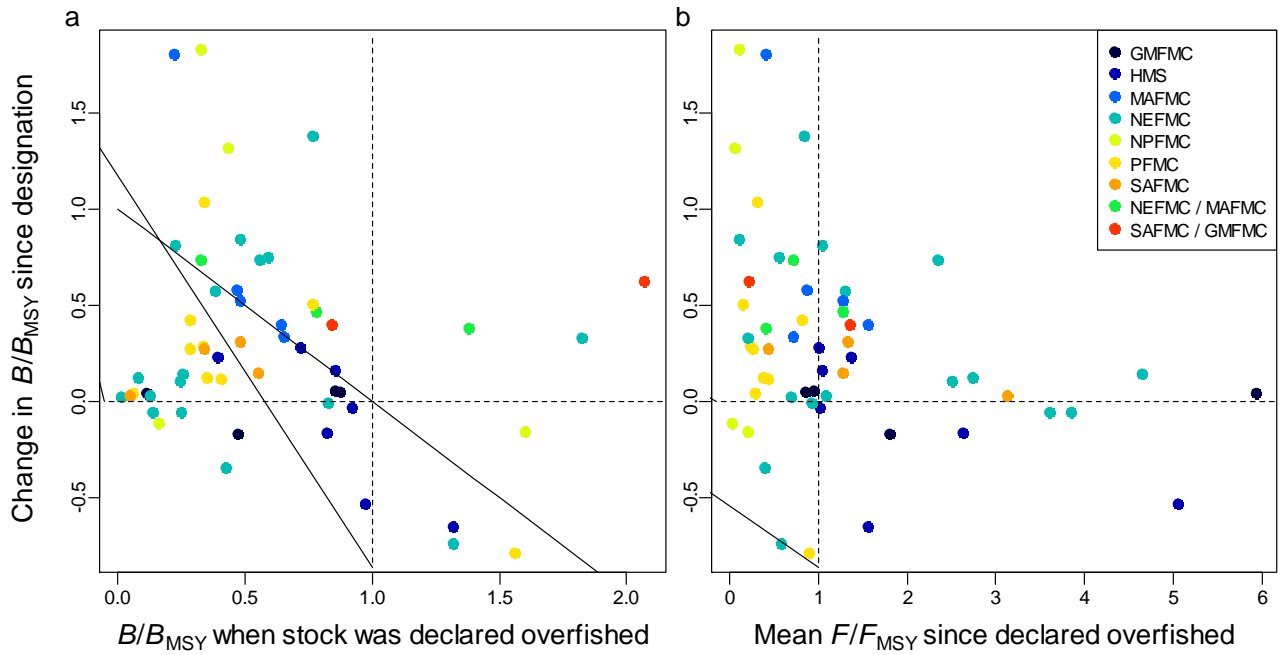 a
b
Change in B/BMSY since designation
1.5
1.0
0.5
0.0
-0.5
0.0 0.5 1.0 1.5 2.0
B/BMSY when stock was declared overfished
1.5
1.0
0.5
0.0
-0.5
0 1 2 3 4 5 6
Mean F/FMSY since declared overfished
GMFMC
HMS
MAFMC
NEFMC
NPFMC
PFMC
SAFMC
NEFMC / MAFMC
SAFMC / GMFMC